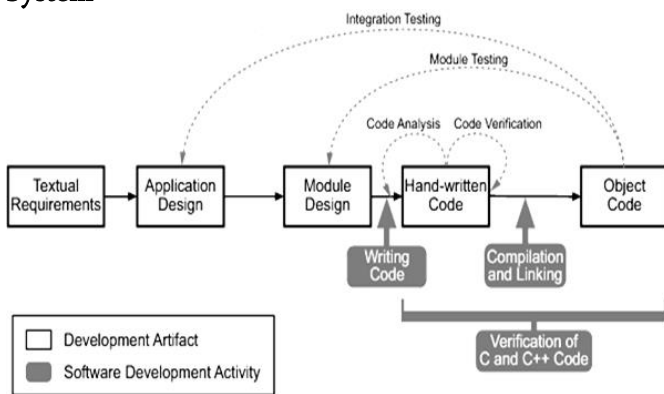 System
Integration Testing
Module Testing
Code Analysis
Code Verification
Textual
Requirements
Application
Design
Module
Design
Hand-written
Code
Object
Code
Writing
Code
Compilation
and Linking
Verification of
C and C++ Code
Development Artifact
Software Development Activity